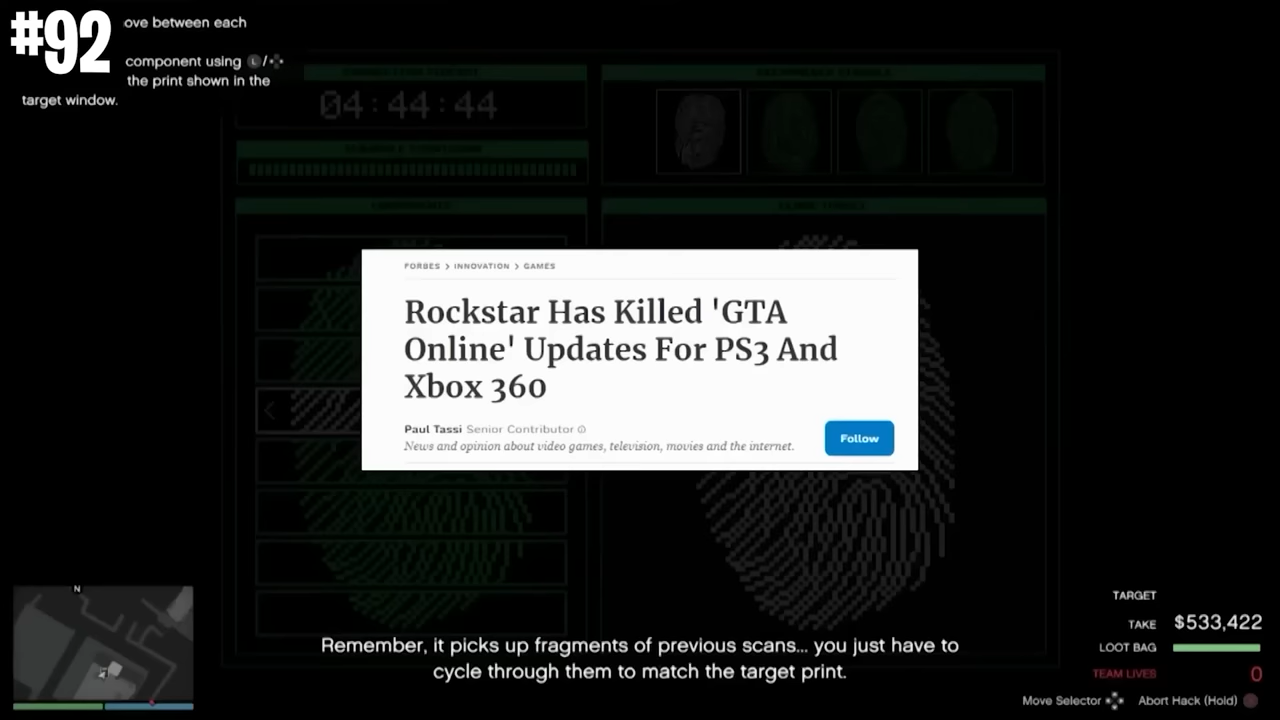 #92
ove between each
component using L/
the print shown in the
target window.
04:44:44
FORBES > INNOVATION > GAMES
Rockstar Has Killed 'GTA
Online' Updates For PS3 And
Xbox 360
Paul Tassi Senior Contributor
News and opinion about video games, television, movies and the internet.
Follow
N
Remember, it picks up fragments of previous scans... you just have to
cycle through them to match the target print.
TARGET
TAKE $533,422
LOOT BAG
TEAM LIVES 0
Move Selector Abort Hack (Hold)